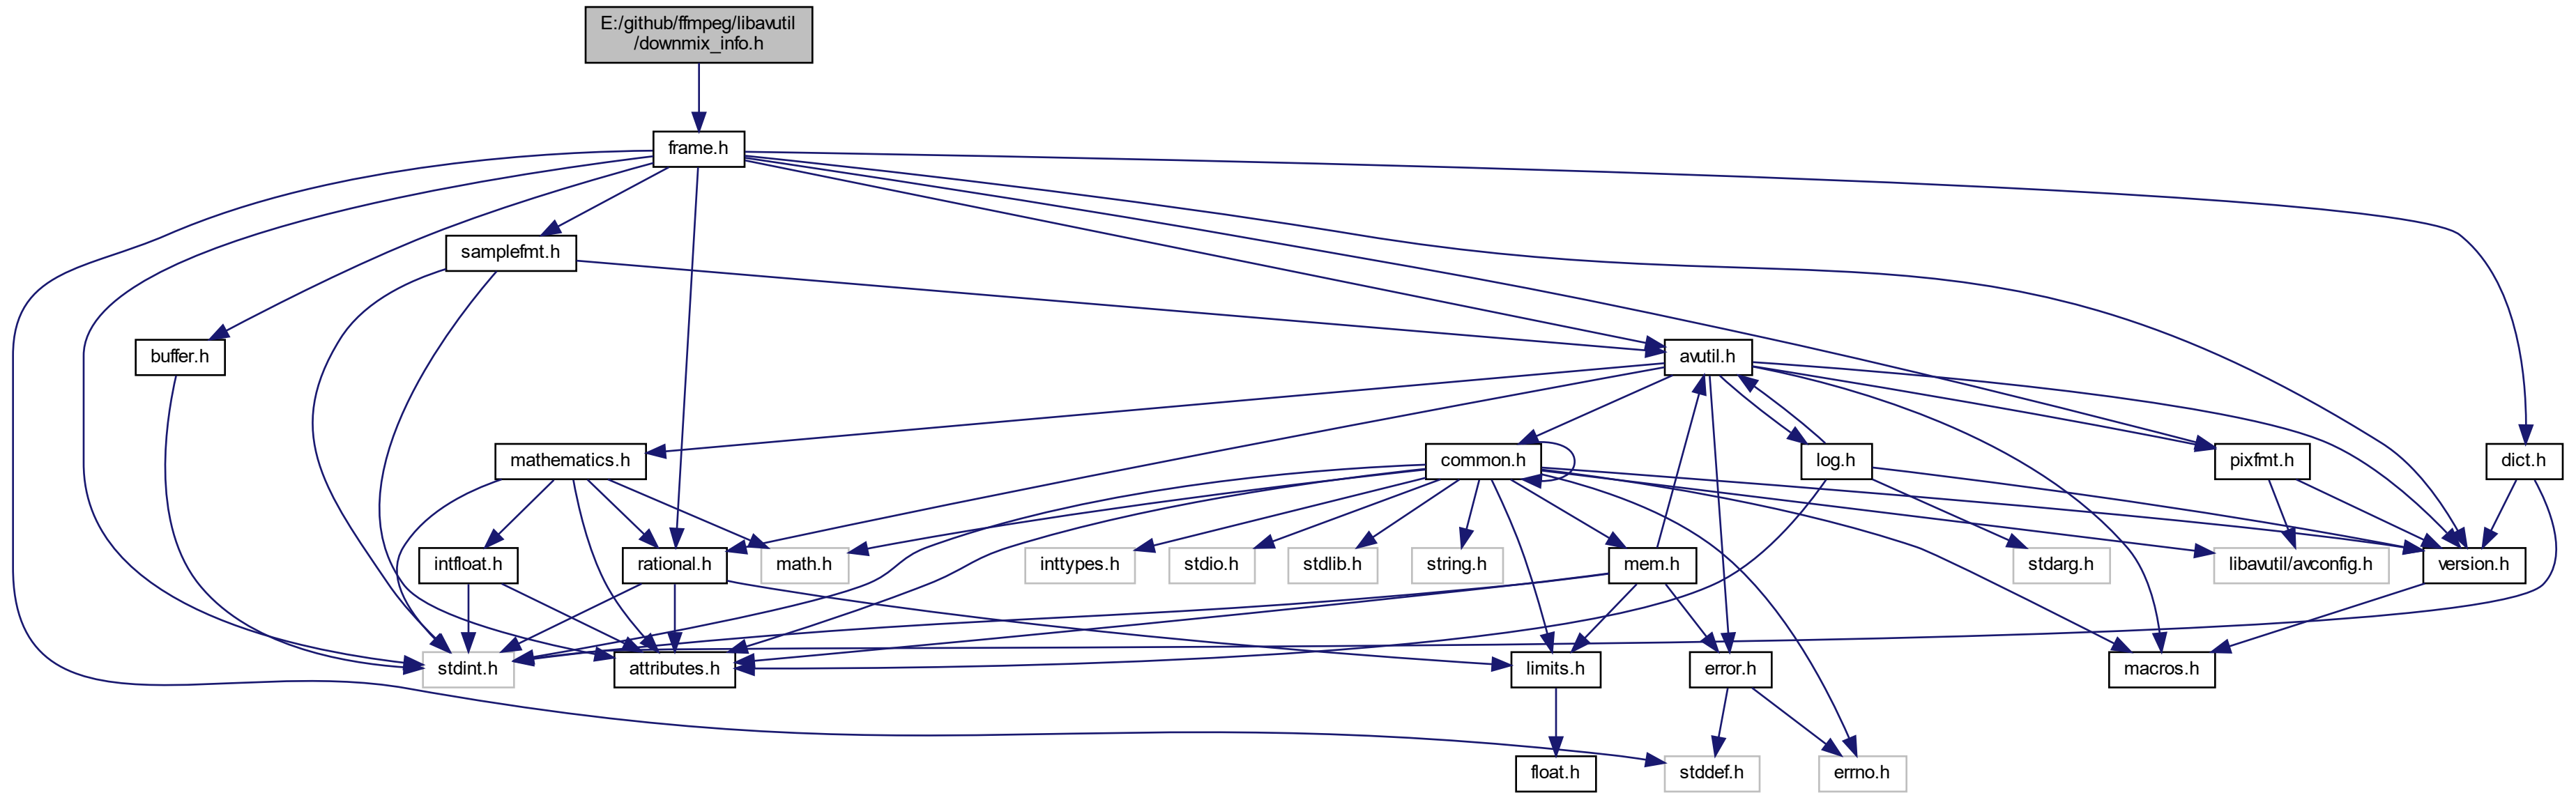 E:/github/ffmpeg/libavutil
/downmix_info.h
frame.h
samplefmt.h
buffer.h
avutil.h
mathematics.h
common.h
log.h
pixfmt.h
dict.h
intfloat.h
rational.h
math.h
inttypes.h
stdio.h
stdlib.h
string.h
mem.h
stdarg.h
libavutil/avconfig.h
version.h
stdint.h
attributes.h
limits.h
error.h
macros.h
float.h
stddef.h
errno.h